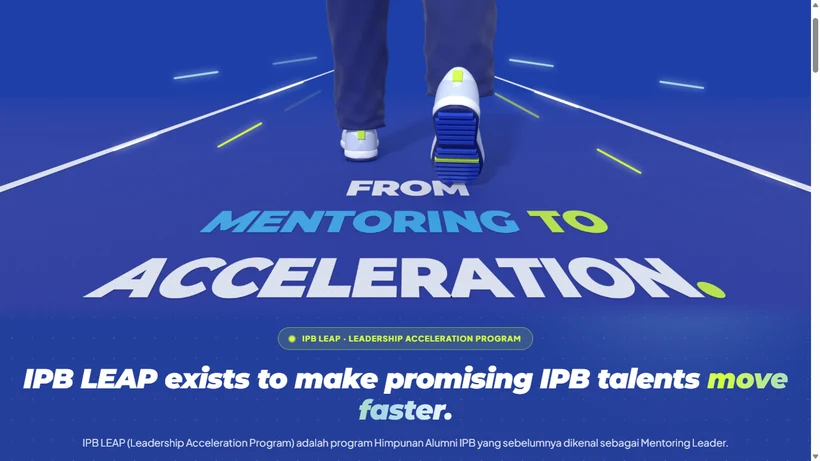 FROM
MENTORING TO
ACCELERATION.
IPB LEAP · LEADERSHIP ACCELERATION PROGRAM
IPB LEAP exists to make promising IPB talents move
faster.
IPB LEAP (Leadership Acceleration Program) adalah program Himpunan Alumni IPB yang sebelumnya dikenal sebagai Mentoring Leader.